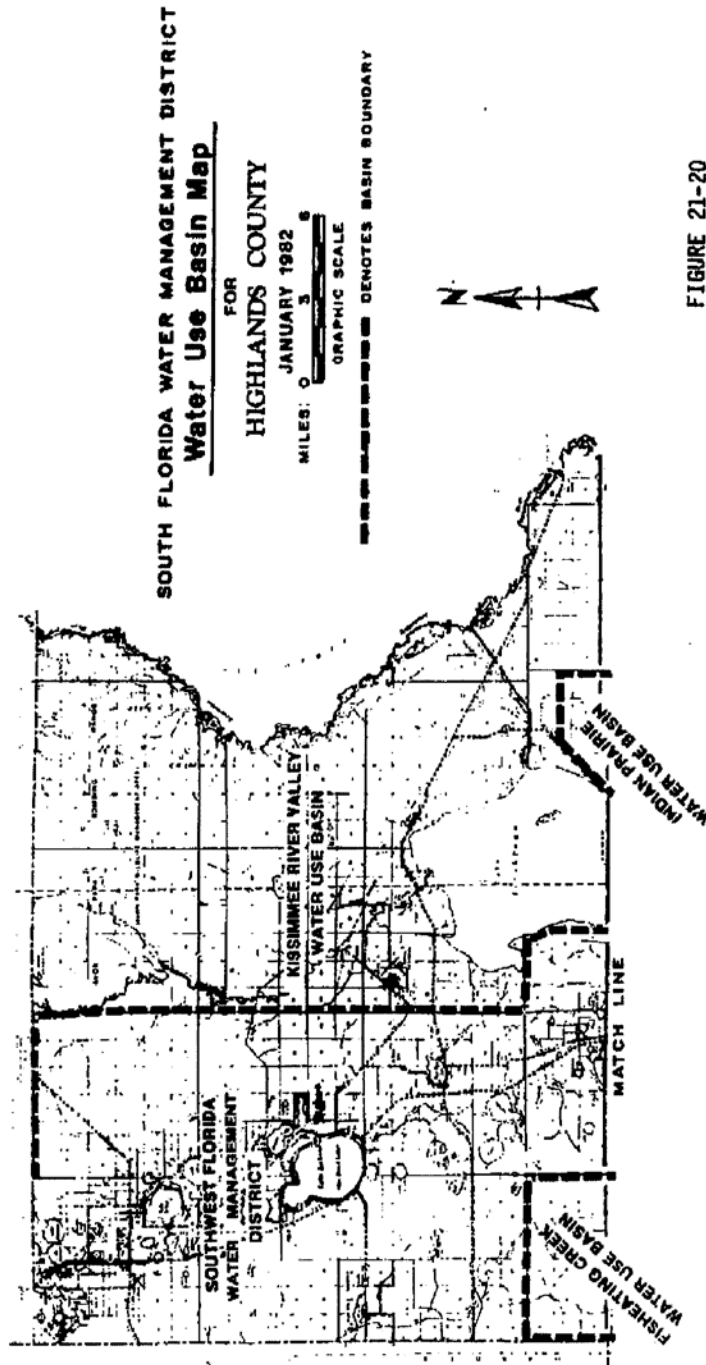 SOUTH FLORIDA WATER MANAGEMENT DISTRICT
Water Use Basin Map
FOR
HIGHLANDS COUNTY
JANUARY 1982
MILES: 0 3 6
GRAPHIC SCALE
DENOTES BASIN BOUNDARY
N
KISSIMMEE RIVER VALLEY
WATER USE BASIN
SOUTHWEST FLORIDA
WATER MANAGEMENT
DISTRICT
INDIAN PRAIRIE
WATER USE BASIN
MATCH LINE
FISHEATING CREEK
WATER USE BASIN
FIGURE 21-20